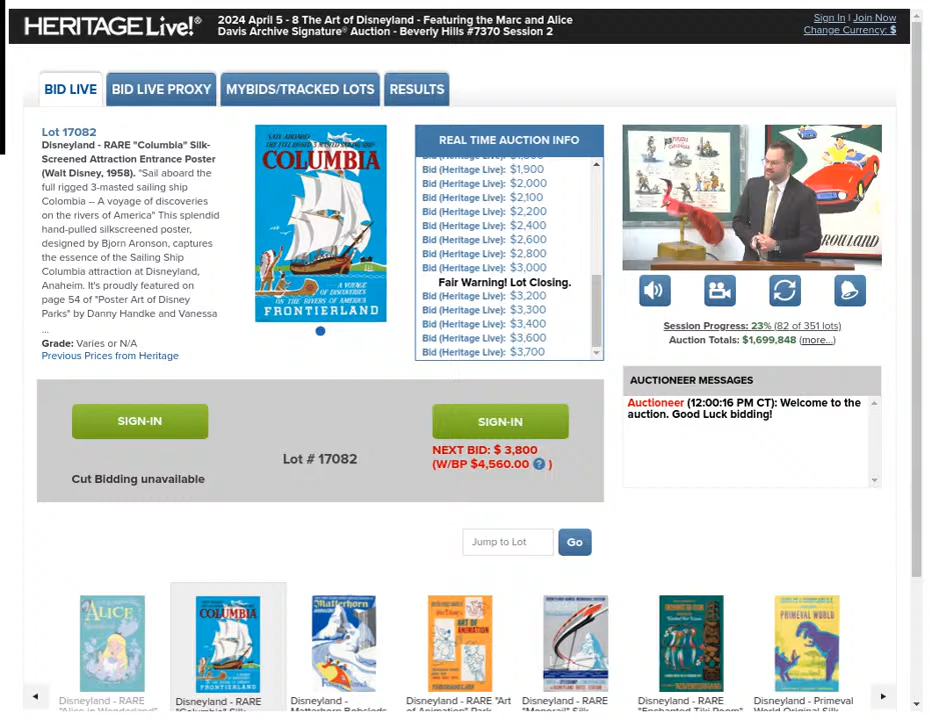 HERITAGE Live!®
2024 April 5 - 8 The Art of Disneyland - Featuring the Marc and Alice
Davis Archive Signature® Auction - Beverly Hills #7370 Session 2
Sign In | Join Now
Change Currency: $
BID LIVE
BID LIVE PROXY
MYBIDS/TRACKED LOTS
RESULTS
Lot 17082
Disneyland - RARE "Columbia" Silk-
Screened Attraction Entrance Poster
(Walt Disney, 1958). "Sail aboard the
full rigged 3-masted sailing ship
Colombia – A voyage of discoveries
on the rivers of America" This splendid
hand-pulled silkscreened poster,
designed by Bjorn Aronson, captures
the essence of the Sailing Ship
Columbia attraction at Disneyland,
Anaheim. It's proudly featured on
page 54 of "Poster Art of Disney
Parks" by Danny Handke and Vanessa
...
Grade: Varies or N/A
Previous Prices from Heritage
SAIL ABOARD
THE FULL RIGGED 3 MASTED SAILING SHIP
COLUMBIA
A VOYAGE
OF DISCOVERIES
ON THE RIVERS OF AMERICA
FRONTIERLAND
REAL TIME AUCTION INFO
Bid (Heritage Live): $1,900
Bid (Heritage Live): $2,000
Bid (Heritage Live): $2,100
Bid (Heritage Live): $2,200
Bid (Heritage Live): $2,400
Bid (Heritage Live): $2,600
Bid (Heritage Live): $2,800
Bid (Heritage Live): $3,000
Fair Warning! Lot Closing.
Bid (Heritage Live): $3,200
Bid (Heritage Live): $3,300
Bid (Heritage Live): $3,400
Bid (Heritage Live): $3,600
Bid (Heritage Live): $3,700
Session Progress: 23% (82 of 351 lots)
Auction Totals: $1,699,848 (more...)
AUCTIONEER MESSAGES
Auctioneer (12:00:16 PM CT): Welcome to the
auction. Good Luck bidding!
SIGN-IN
Cut Bidding unavailable
Lot # 17082
SIGN-IN
NEXT BID: $ 3,800
(W/BP $4,560.00 ? )
Jump to Lot
Go
ALICE
COLUMBIA
FRONTIERLAND
Matterhorn
ART OF
ANIMATION
PRIMEVAL
WORLD
Disneyland - RARE
"Alice in Wonderland"
Disneyland - RARE
"Columbia" Silk-
Disneyland -
Matterhorn Bobsleds
Disneyland - RARE "Art
of Animation" Park
Disneyland - RARE
"Monorail" Silk-
Disneyland - RARE
"Enchanted Tiki Room"
Disneyland - Primeval
World Original Silk-